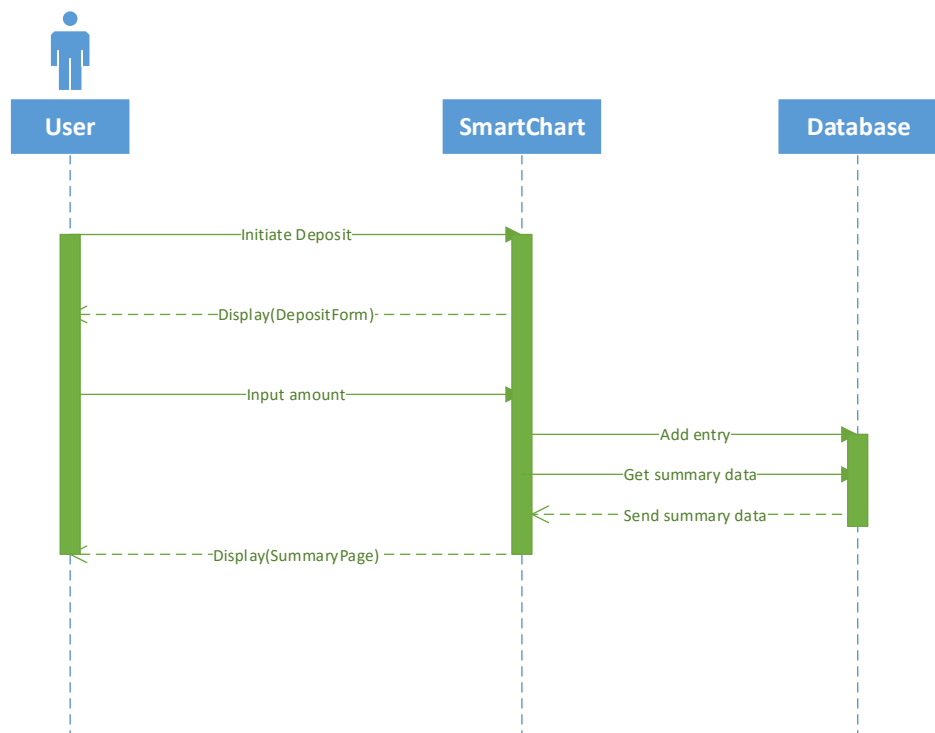 User
SmartChart
Database
Initiate Deposit
Display(DepositForm)
Input amount
Add entry
Get summary data
Send summary data
Display(SummaryPage)